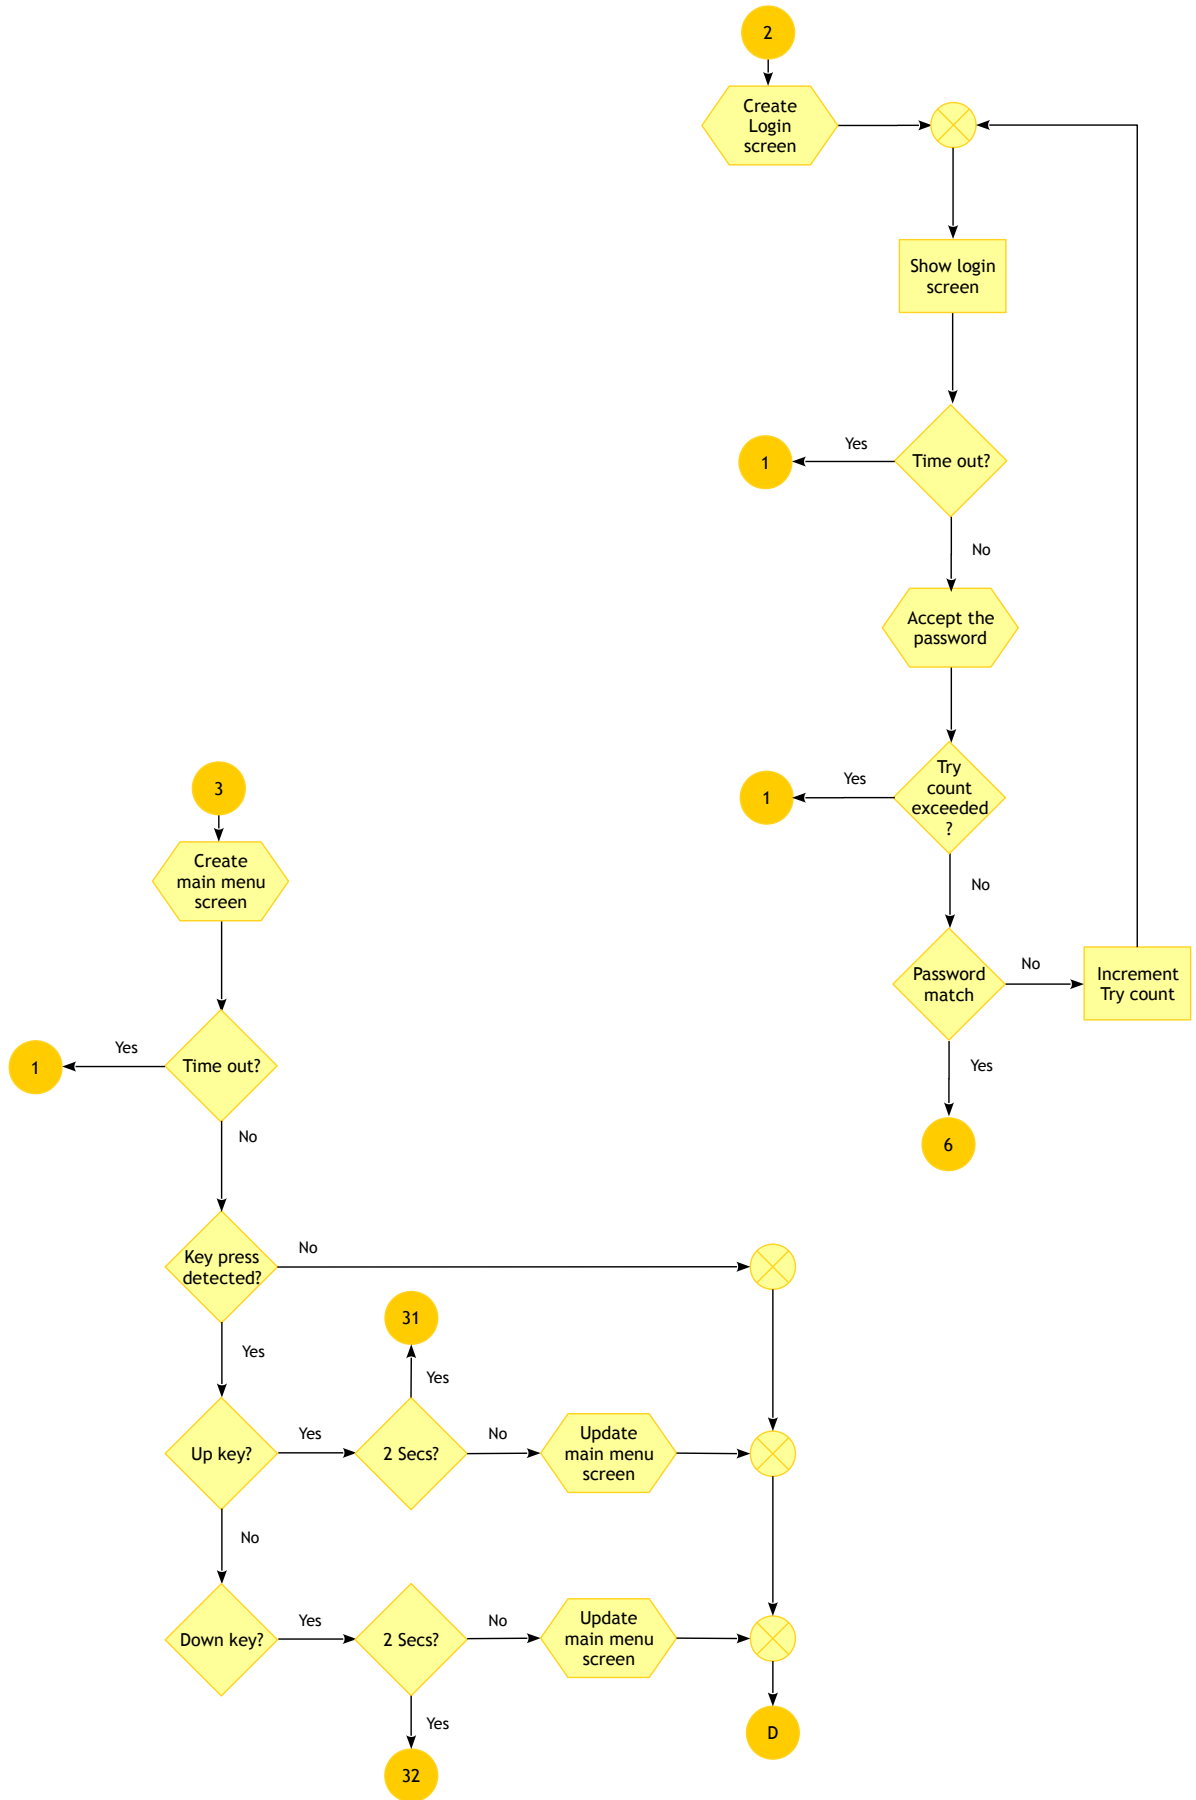 2
Create
Login
screen
Show login
screen
Time out?
Yes
1
No
Accept the
password
Try
count
exceeded
?
Yes
1
No
Password
match
No
Increment
Try count
Yes
6
3
Create
main menu
screen
Time out?
Yes
1
No
Key press
detected?
No
Yes
31
Yes
Up key?
Yes
2 Secs?
No
Update
main menu
screen
No
Down key?
Yes
2 Secs?
No
Update
main menu
screen
Yes
32
D